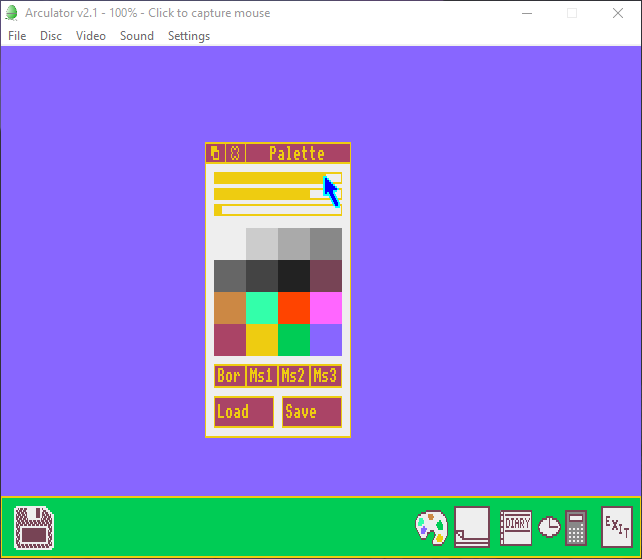 Arculator v2.1 - 100% - Click to capture mouse
File Disc Video Sound Settings
Palette
Bor Ms1 Ms2 Ms3
Load Save
DIARY
EXIT